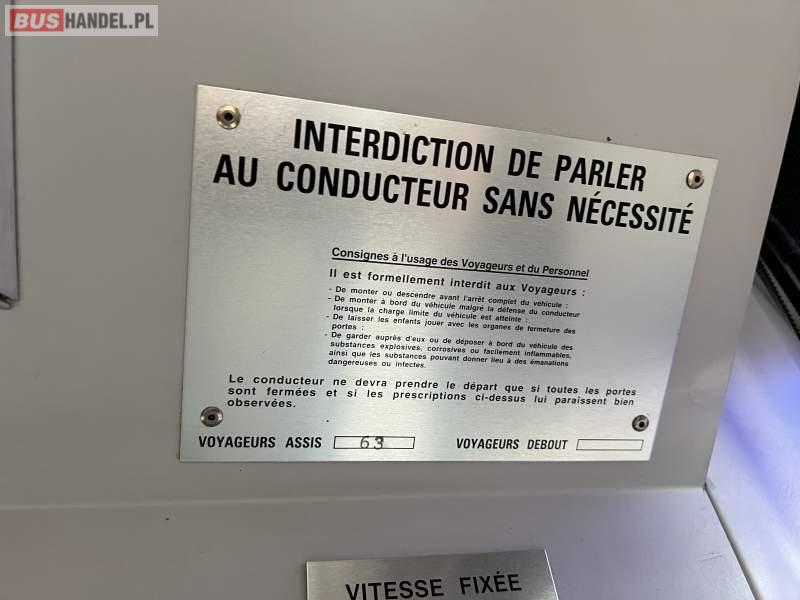 BUSHANDEL.PL
INTERDICTION DE PARLER
AU CONDUCTEUR SANS NÉCESSITÉ
Consignes à l'usage des Voyageurs et du Personnel
Il est formellement interdit aux Voyageurs :
- De monter ou descendre avant l'arrêt complet du véhicule :
- De monter à bord du véhicule malgré la défense du conducteur
lorsque la charge limite du véhicule est atteinte :
- De laisser les enfants jouer avec les organes de fermeture des
portes :
- De garder auprès d'eux ou de déposer à bord du véhicule des
substances explosives, corrosives ou facilement inflammables,
ainsi que les substances pouvant donner lieu à des émanations
dangereuses ou infectes.
Le conducteur ne devra prendre le départ que si toutes les portes
sont fermées et si les prescriptions ci-dessus lui paraissent bien
observées.
VOYAGEURS ASSIS 63 VOYAGEURS DEBOUT
VITESSE FIXÉE